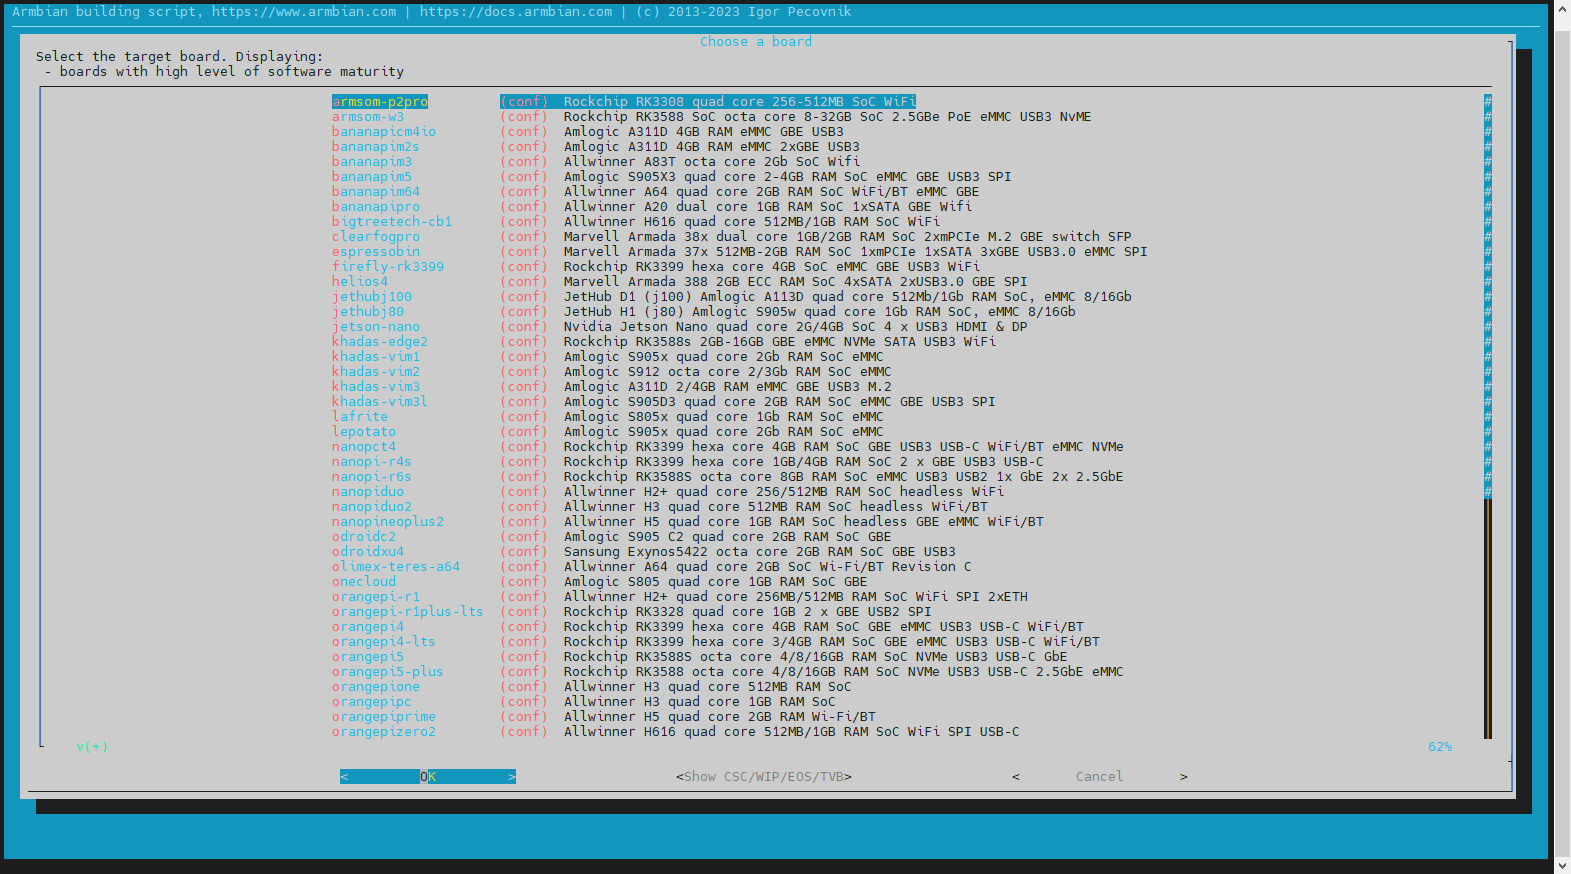 Armbian building script, https://www.armbian.com | https://docs.armbian.com | (c) 2013-2023 Igor Pecovnik
Choose a board
Select the target board. Displaying:
- boards with high level of software maturity
armsom-p2pro (conf) Rockchip RK3308 quad core 256-512MB SoC WiFi #
armsom-w3 (conf) Rockchip RK3588 SoC octa core 8-32GB SoC 2.5GBe PoE eMMC USB3 NvME #
bananapicm4io (conf) Amlogic A311D 4GB RAM eMMC GBE USB3 #
bananapim2s (conf) Amlogic A311D 4GB RAM eMMC 2xGBE USB3 #
bananapim3 (conf) Allwinner A83T octa core 2Gb SoC Wifi #
bananapim5 (conf) Amlogic S905X3 quad core 2-4GB RAM SoC eMMC GBE USB3 SPI #
bananapim64 (conf) Allwinner A64 quad core 2GB RAM SoC WiFi/BT eMMC GBE #
bananapipro (conf) Allwinner A20 dual core 1GB RAM SoC 1xSATA GBE Wifi #
bigtreetech-cb1 (conf) Allwinner H616 quad core 512MB/1GB RAM SoC WiFi #
clearfogpro (conf) Marvell Armada 38x dual core 1GB/2GB RAM SoC 2xmPCIe M.2 GBE switch SFP #
espressobin (conf) Marvell Armada 37x 512MB-2GB RAM SoC 1xmPCIe 1xSATA 3xGBE USB3.0 eMMC SPI #
firefly-rk3399 (conf) Rockchip RK3399 hexa core 4GB SoC eMMC GBE USB3 WiFi #
helios4 (conf) Marvell Armada 388 2GB ECC RAM SoC 4xSATA 2xUSB3.0 GBE SPI #
jethubj100 (conf) JetHub D1 (j100) Amlogic A113D quad core 512Mb/1Gb RAM SoC, eMMC 8/16Gb #
jethubj80 (conf) JetHub H1 (j80) Amlogic S905w quad core 1Gb RAM SoC, eMMC 8/16Gb #
jetson-nano (conf) Nvidia Jetson Nano quad core 2G/4GB SoC 4 x USB3 HDMI & DP #
khadas-edge2 (conf) Rockchip RK3588s 2GB-16GB GBE eMMC NVMe SATA USB3 WiFi #
khadas-vim1 (conf) Amlogic S905x quad core 2Gb RAM SoC eMMC #
khadas-vim2 (conf) Amlogic S912 octa core 2/3Gb RAM SoC eMMC #
khadas-vim3 (conf) Amlogic A311D 2/4GB RAM eMMC GBE USB3 M.2 #
khadas-vim3l (conf) Amlogic S905D3 quad core 2GB RAM SoC eMMC GBE USB3 SPI #
lafrite (conf) Amlogic S805x quad core 1Gb RAM SoC eMMC #
lepotato (conf) Amlogic S905x quad core 2Gb RAM SoC eMMC #
nanopct4 (conf) Rockchip RK3399 hexa core 4GB RAM SoC GBE USB3 USB-C WiFi/BT eMMC NVMe #
nanopi-r4s (conf) Rockchip RK3399 hexa core 1GB/4GB RAM SoC 2 x GBE USB3 USB-C #
nanopi-r6s (conf) Rockchip RK3588S octa core 8GB RAM SoC eMMC USB3 USB2 1x GbE 2x 2.5GbE #
nanopiduo (conf) Allwinner H2+ quad core 256/512MB RAM SoC headless WiFi #
nanopiduo2 (conf) Allwinner H3 quad core 512MB RAM SoC headless WiFi/BT
nanopineoplus2 (conf) Allwinner H5 quad core 1GB RAM SoC headless GBE eMMC WiFi/BT
odroidc2 (conf) Amlogic S905 C2 quad core 2GB RAM SoC GBE
odroidxu4 (conf) Sansung Exynos5422 octa core 2GB RAM SoC GBE USB3
olimex-teres-a64 (conf) Allwinner A64 quad core 2GB SoC Wi-Fi/BT Revision C
onecloud (conf) Amlogic S805 quad core 1GB RAM SoC GBE
orangepi-r1 (conf) Allwinner H2+ quad core 256MB/512MB RAM SoC WiFi SPI 2xETH
orangepi-r1plus-lts (conf) Rockchip RK3328 quad core 1GB 2 x GBE USB2 SPI
orangepi4 (conf) Rockchip RK3399 hexa core 4GB RAM SoC GBE eMMC USB3 USB-C WiFi/BT
orangepi4-lts (conf) Rockchip RK3399 hexa core 3/4GB RAM SoC GBE eMMC USB3 USB-C WiFi/BT
orangepi5 (conf) Rockchip RK3588S octa core 4/8/16GB RAM SoC NVMe USB3 USB-C GbE
orangepi5-plus (conf) Rockchip RK3588 octa core 4/8/16GB RAM SoC NVMe USB3 USB-C 2.5GbE eMMC
orangepione (conf) Allwinner H3 quad core 512MB RAM SoC
orangepipc (conf) Allwinner H3 quad core 1GB RAM SoC
orangepiprime (conf) Allwinner H5 quad core 2GB RAM Wi-Fi/BT
orangepizero2 (conf) Allwinner H616 quad core 512MB/1GB RAM SoC WiFi SPI USB-C
v(+) 62%
< OK > <Show CSC/WIP/EOS/TVB> < Cancel >